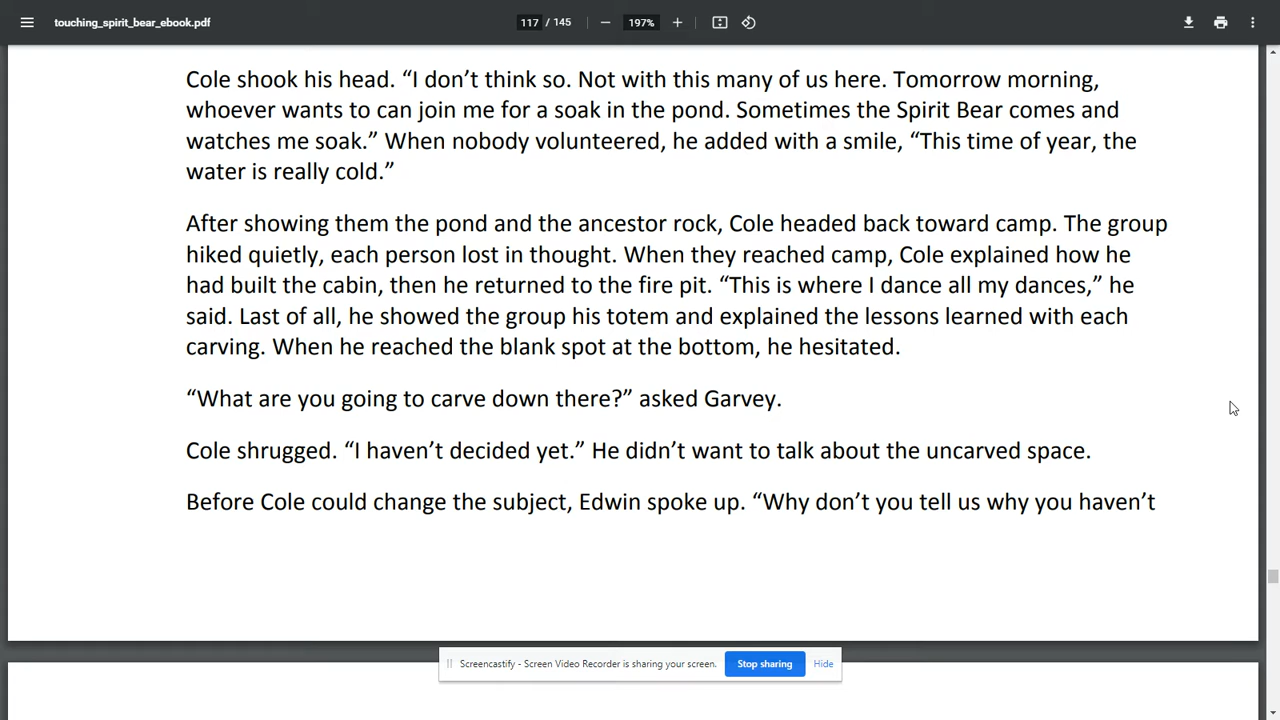 touching_spirit_bear_ebook.pdf
117 / 145
197%
Cole shook his head. “I don’t think so. Not with this many of us here. Tomorrow morning,
whoever wants to can join me for a soak in the pond. Sometimes the Spirit Bear comes and
watches me soak.” When nobody volunteered, he added with a smile, “This time of year, the
water is really cold.”
After showing them the pond and the ancestor rock, Cole headed back toward camp. The group
hiked quietly, each person lost in thought. When they reached camp, Cole explained how he
had built the cabin, then he returned to the fire pit. “This is where I dance all my dances,” he
said. Last of all, he showed the group his totem and explained the lessons learned with each
carving. When he reached the blank spot at the bottom, he hesitated.
“What are you going to carve down there?” asked Garvey.
Cole shrugged. “I haven’t decided yet.” He didn’t want to talk about the uncarved space.
Before Cole could change the subject, Edwin spoke up. “Why don’t you tell us why you haven’t
Screencastify - Screen Video Recorder is sharing your screen.
Stop sharing
Hide